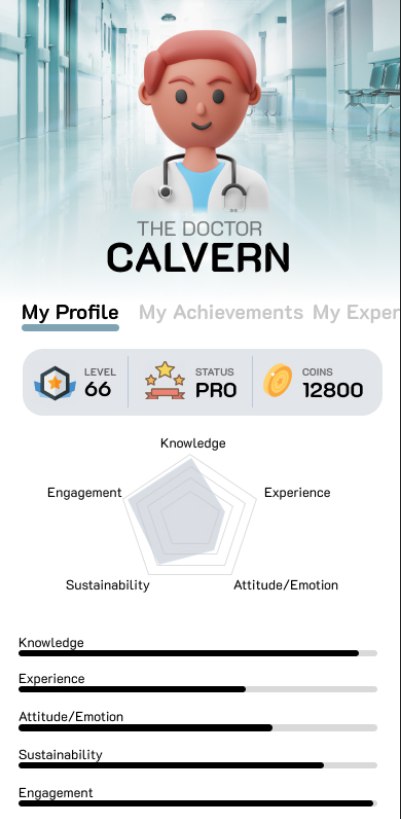 THE DOCTOR
CALVERN
My Profile My Achievements My Exper
LEVEL
66
STATUS
PRO
COINS
12800
Knowledge
Engagement
Experience
Sustainability
Attitude/Emotion
Knowledge
Experience
Attitude/Emotion
Sustainability
Engagement